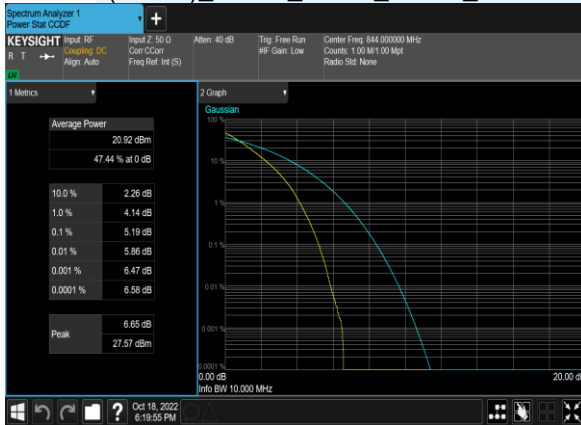 Spectrum Analyzer 1
Power Stat CCDF
KEYSIGHT
R T
Input: RF
Coupling: DC
Align: Auto
Input Z: 50 Ω
Corr CCorr
Freq Ref: Int (S)
Atten: 40 dB
Trig: Free Run
#IF Gain: Low
Center Freq: 844.000000 MHz
Counts: 1.00 M/1.00 Mpt
Radio Std: None
1 Metrics
Average Power
20.92 dBm
47.44 % at 0 dB
10.0 % 2.26 dB
1.0 % 4.14 dB
0.1 % 5.19 dB
0.01 % 5.86 dB
0.001 % 6.47 dB
0.0001 % 6.58 dB
Peak
6.65 dB
27.57 dBm
2 Graph
Gaussian
100 %
10 %
1 %
0.1 %
0.01 %
0.001 %
0.0001 %
0.00 dB
20.00 d
Info BW 10.000 MHz
?
Oct 18, 2022
6:19:55 PM